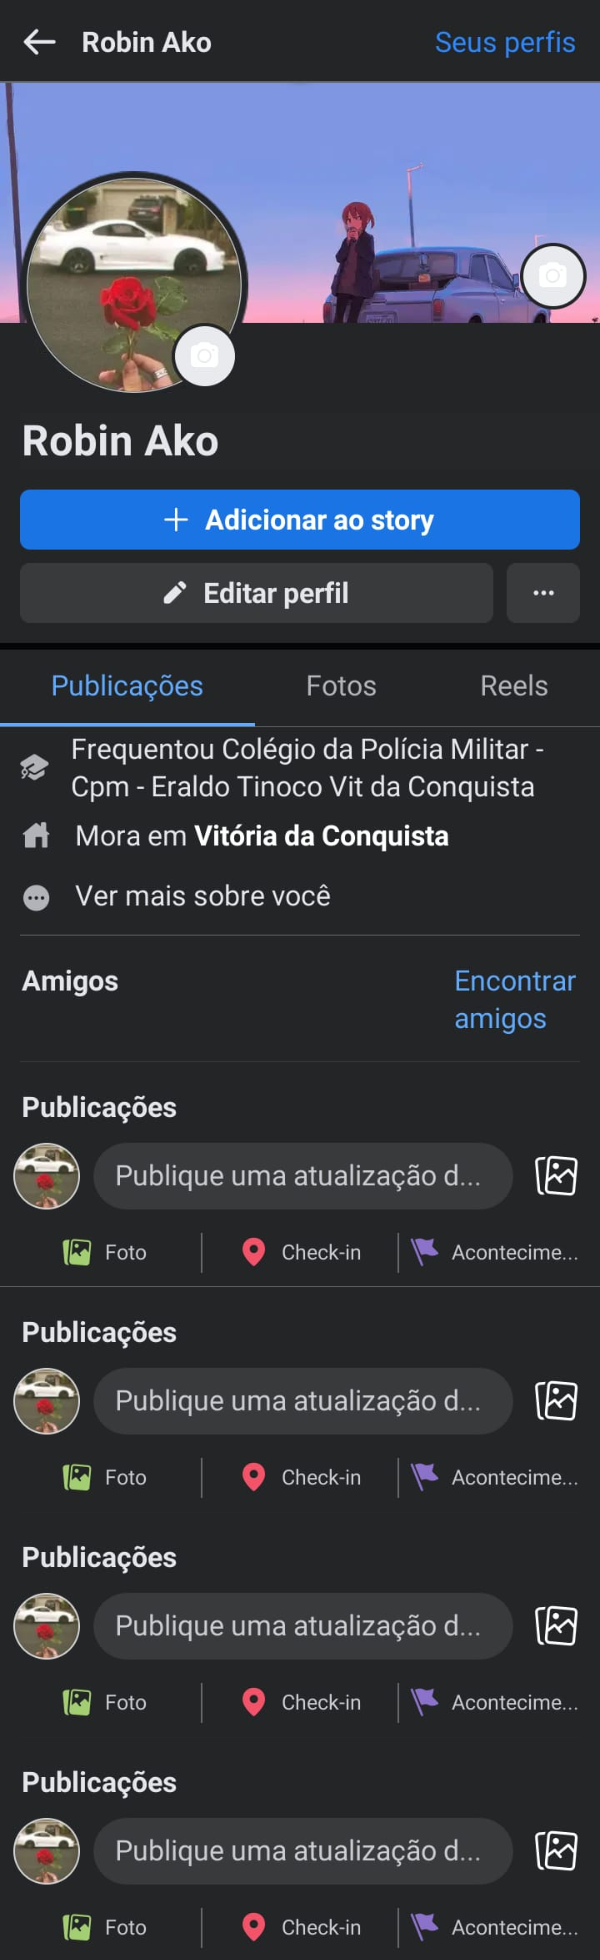 Robin Ako
Seus perfis
Robin Ako
+ Adicionar ao story
Editar perfil
Publicações
Fotos
Reels
Frequentou Colégio da Polícia Militar -
Cpm - Eraldo Tinoco Vit da Conquista
Mora em Vitória da Conquista
Ver mais sobre você
Amigos
Encontrar
amigos
Publicações
Publique uma atualização d...
Foto
Check-in
Acontecime...
Publicações
Publique uma atualização d...
Foto
Check-in
Acontecime...
Publicações
Publique uma atualização d...
Foto
Check-in
Acontecime...
Publicações
Publique uma atualização d...
Foto
Check-in
Acontecime...